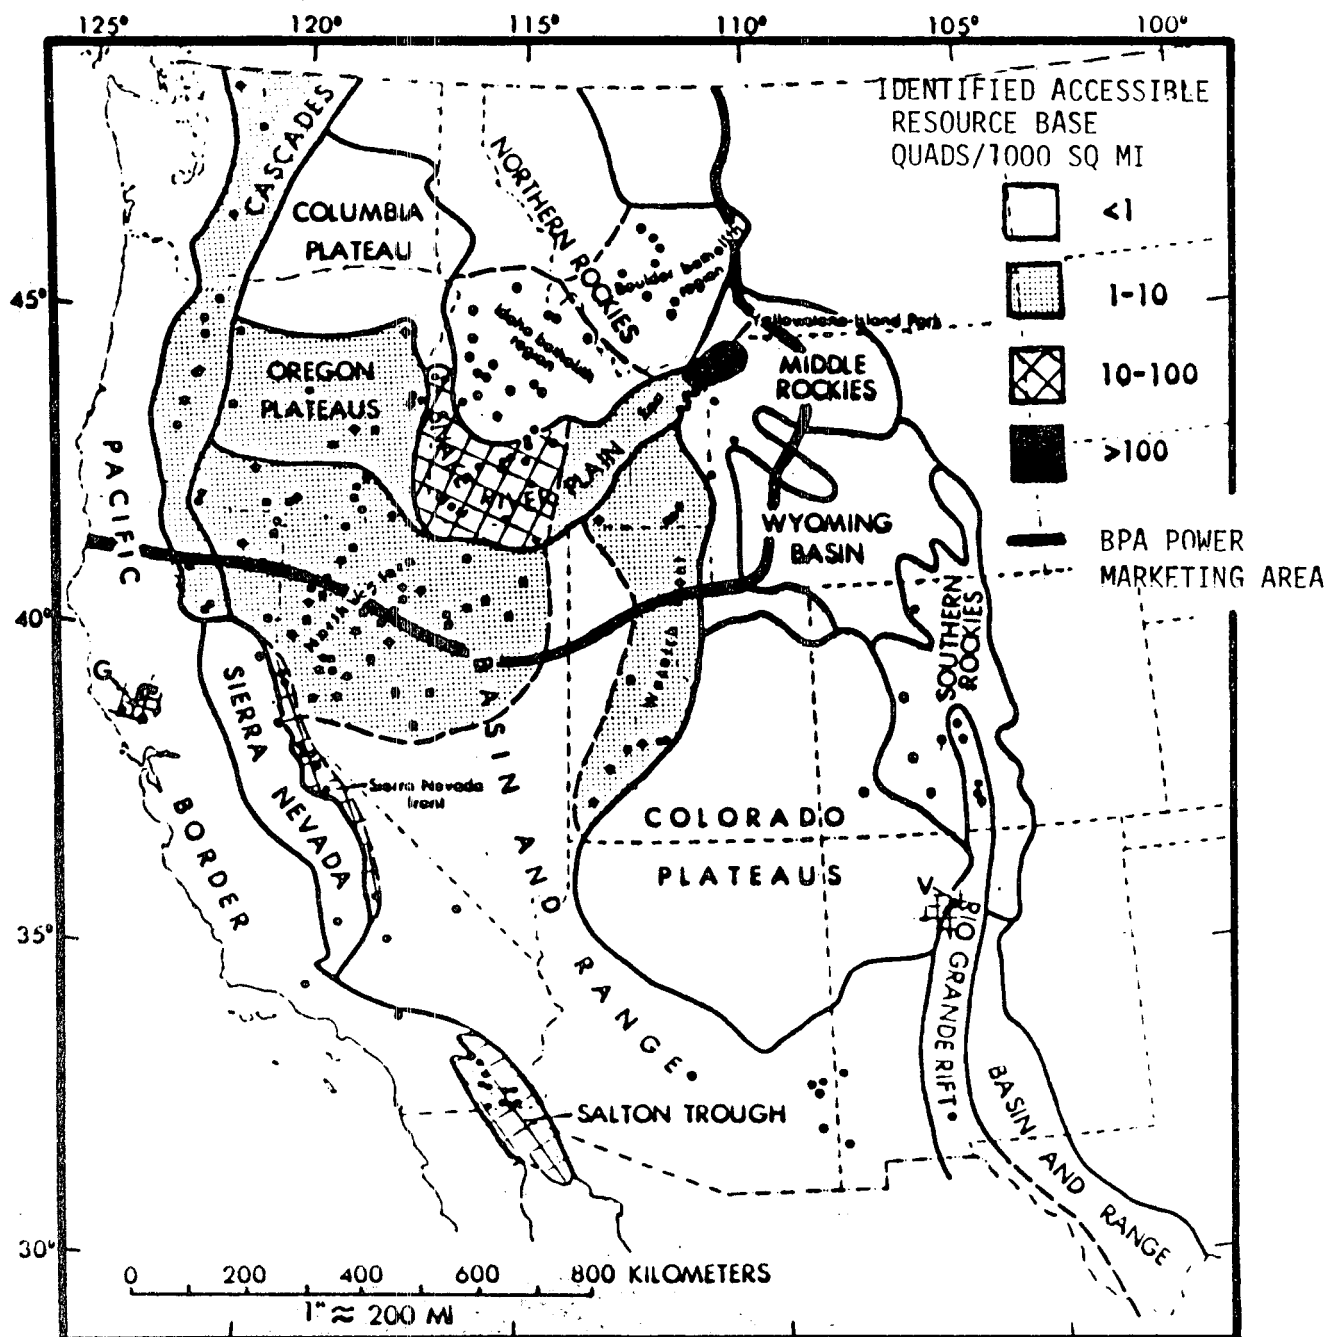 125°
120°
115°
110°
105°
100°
IDENTIFIED ACCESSIBLE
RESOURCE BASE
QUADS/1000 SQ MI
<1
1-10
10-100
>100
BPA POWER
MARKETING AREA
45°
40°
35°
30°
CASCADES
COLUMBIA
PLATEAU
NORTHERN ROCKIES
Boulder batholith
region
Idaho batholith
region
Yellowstone-Island Park
MIDDLE
ROCKIES
OREGON
PLATEAUS
SNAKE
RIVER
PLAIN
WYOMING
BASIN
PACIFIC
BORDER
Northwestern
Wasatch
SOUTHERN
ROCKIES
G
SIERRA
NEVADA
Sierra Nevada
front
BASIN
AND
RANGE
COLORADO
PLATEAUS
V
RIO GRANDE RIFT
SALTON TROUGH
BASIN
AND
RANGE
0 200 400 600 800 KILOMETERS
1" ≈ 200 MI